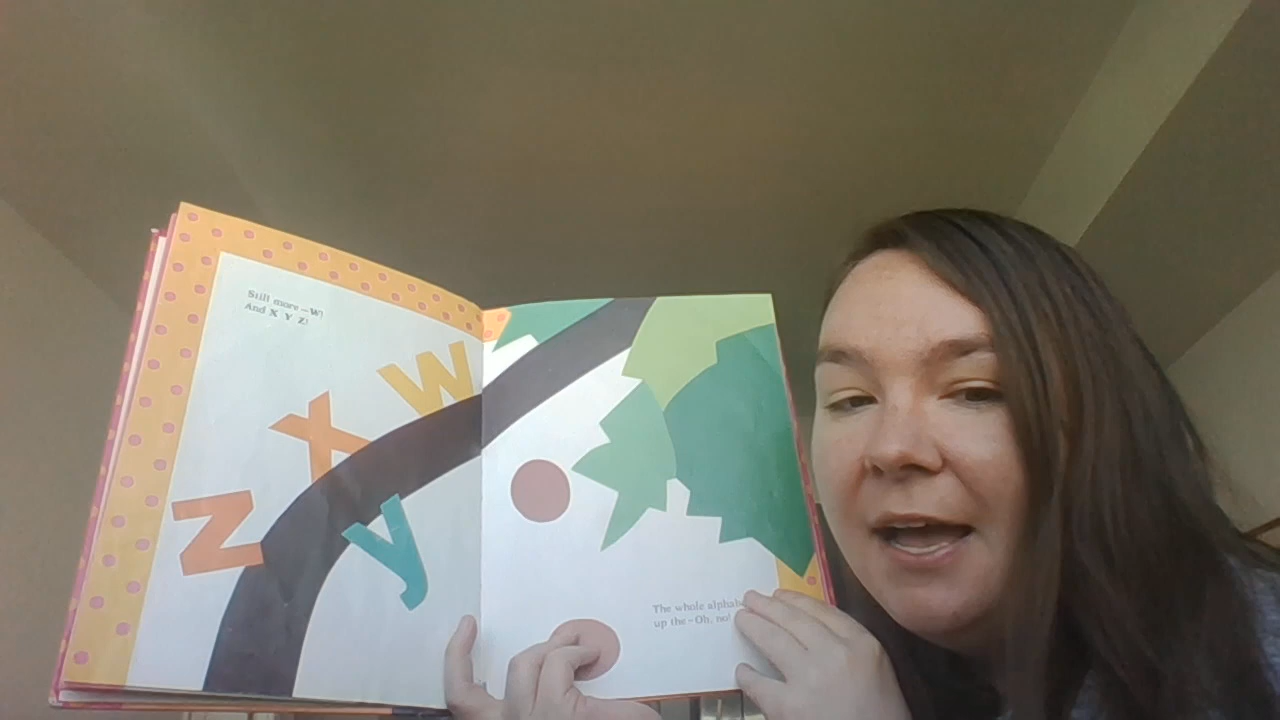 Still more – W!
And X Y Z!
W
X
Z
y
The whole alphab
up the – Oh, no!